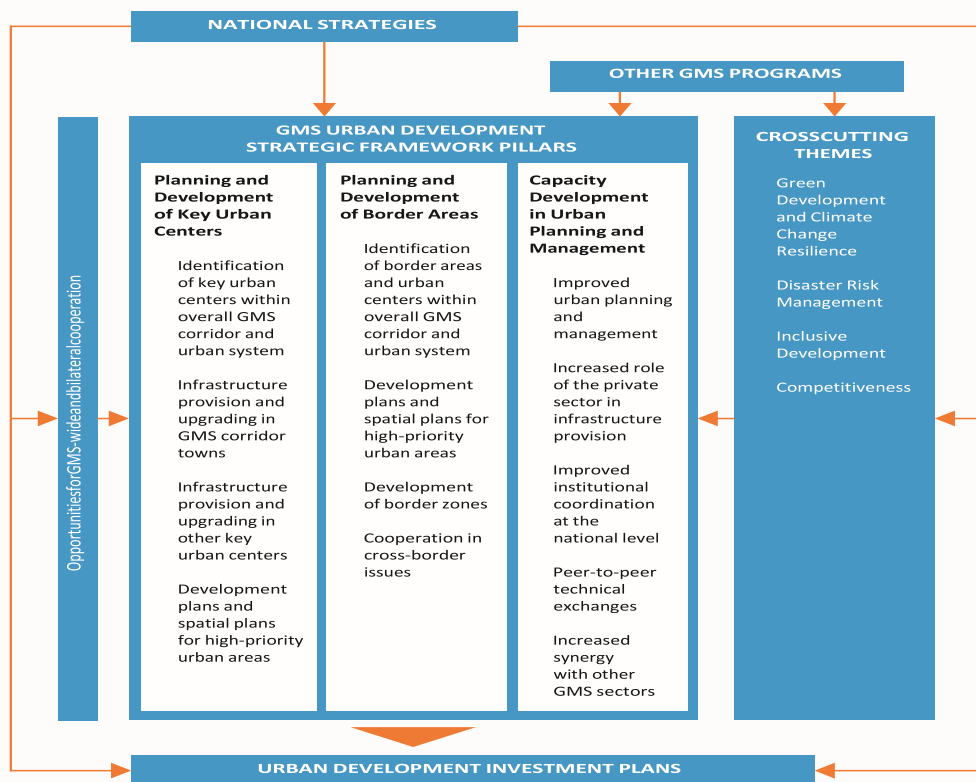 NATIONAL STRATEGIES
OTHER GMS PROGRAMS
OpportunitiesforGMS-wideandbilateralcooperation
GMS URBAN DEVELOPMENT
STRATEGIC FRAMEWORK PILLARS
Planning and
Development
of Key Urban
Centers
Identification
of key urban
centers within
overall GMS
corridor and
urban system
Infrastructure
provision and
upgrading in
GMS corridor
towns
Infrastructure
provision and
upgrading in
other key
urban centers
Development
plans and
spatial plans
for high-priority
urban areas
Planning and
Development
of Border Areas
Identification
of border areas
and urban
centers within
overall GMS
corridor and
urban system
Development
plans and
spatial plans for
high-priority
urban areas
Development
of border zones
Cooperation in
cross-border
issues
Capacity
Development
in Urban
Planning and
Management
Improved
urban planning
and
management
Increased role
of the private
sector in
infrastructure
provision
Improved
institutional
coordination
at the
national level
Peer-to-peer
technical
exchanges
Increased
synergy
with other
GMS sectors
CROSSCUTTING
THEMES
Green
Development
and Climate
Change
Resilience
Disaster Risk
Management
Inclusive
Development
Competitiveness
URBAN DEVELOPMENT INVESTMENT PLANS